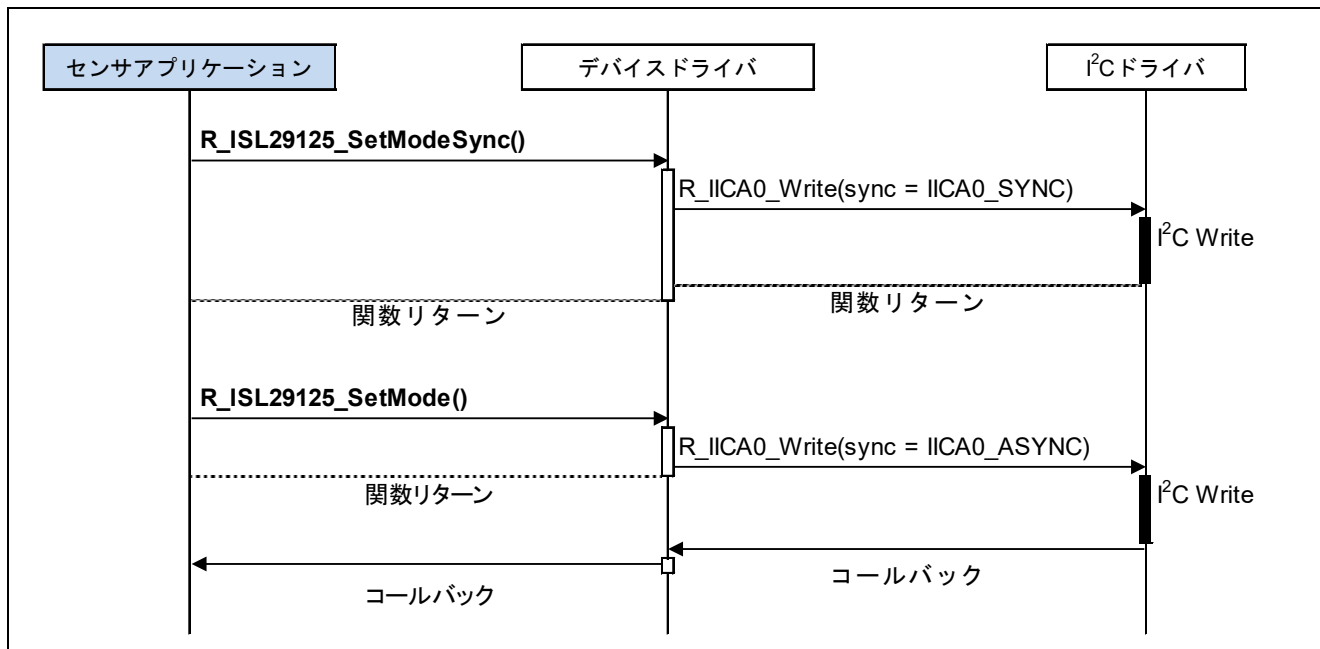 センサアプリケーション
デバイスドライバ
I²Cドライバ
R_ISL29125_SetModeSync()
R_IICA0_Write(sync = IICA0_SYNC)
I²C Write
関数リターン
関数リターン
R_ISL29125_SetMode()
R_IICA0_Write(sync = IICA0_ASYNC)
関数リターン
I²C Write
コールバック
コールバック